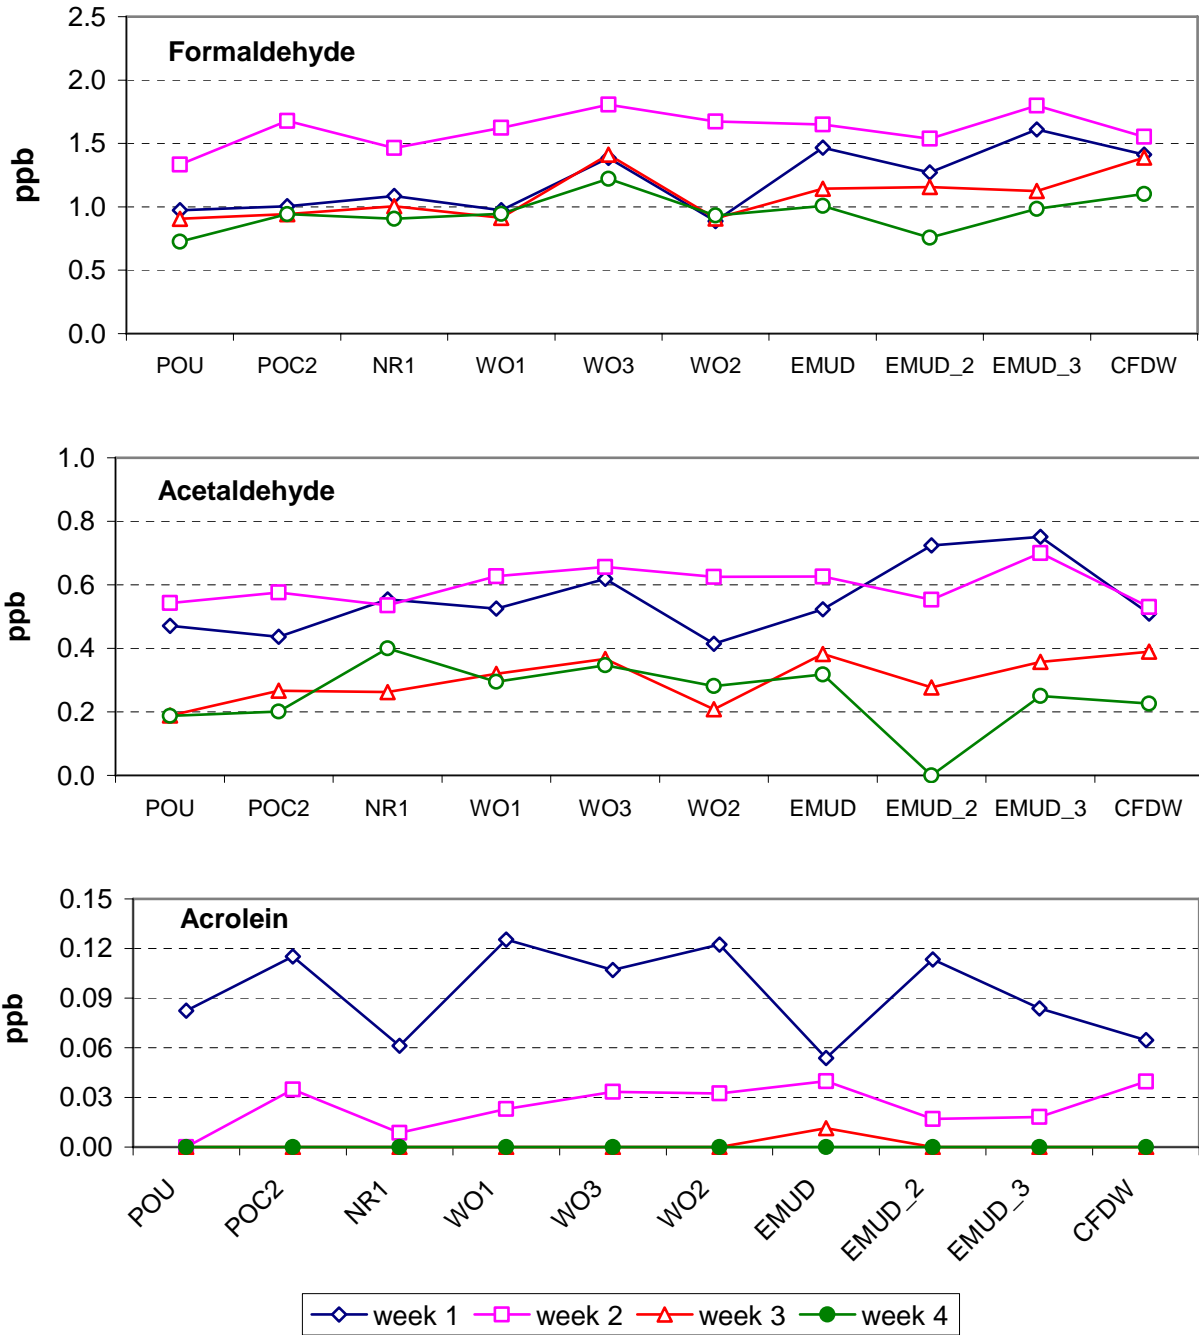 Formaldehyde
ppb
2.5
2.0
1.5
1.0
0.5
0.0
POU POC2 NR1 WO1 WO3 WO2 EMUD EMUD_2 EMUD_3 CFDW
Acetaldehyde
ppb
1.0
0.8
0.6
0.4
0.2
0.0
POU POC2 NR1 WO1 WO3 WO2 EMUD EMUD_2 EMUD_3 CFDW
Acrolein
ppb
0.15
0.12
0.09
0.06
0.03
0.00
POU POC2 NR1 WO1 WO3 WO2 EMUD EMUD_2 EMUD_3 CFDW
week 1 week 2 week 3 week 4